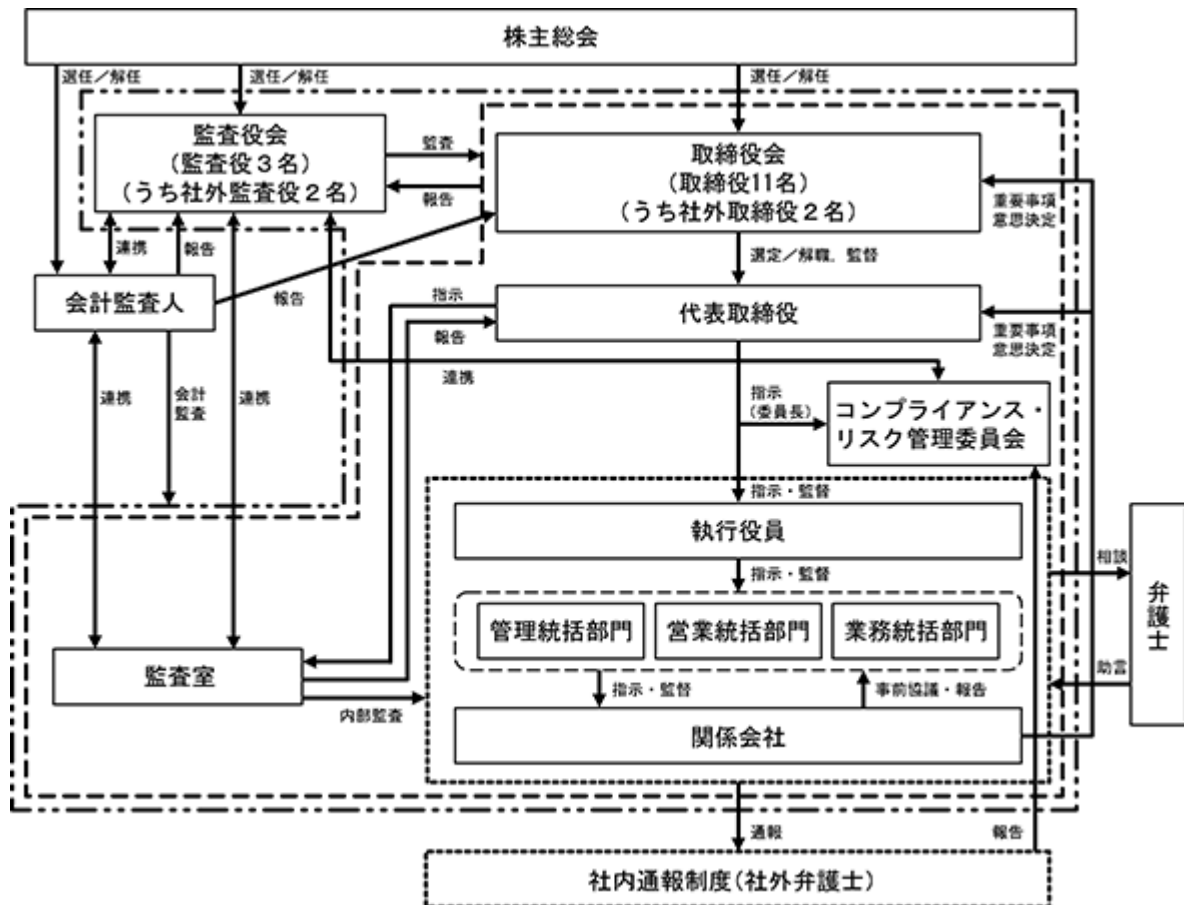 株主総会
選任／解任
選任／解任
選任／解任
監査役会
(監査役３名)
(うち社外監査役２名)
監査
報告
取締役会
(取締役11名)
(うち社外取締役２名)
重要事項
意思決定
連携
報告
選定／解職，監督
会計監査人
報告
指示
報告
代表取締役
重要事項
意思決定
連携
連携
会計
監査
連携
指示
(委員長)
コンプライアンス・
リスク管理委員会
指示・監督
執行役員
指示・監督
管理統括部門
営業統括部門
業務統括部門
相談
弁護士
助言
監査室
内部監査
指示・監督
事前協議・報告
関係会社
通報
報告
社内通報制度(社外弁護士)